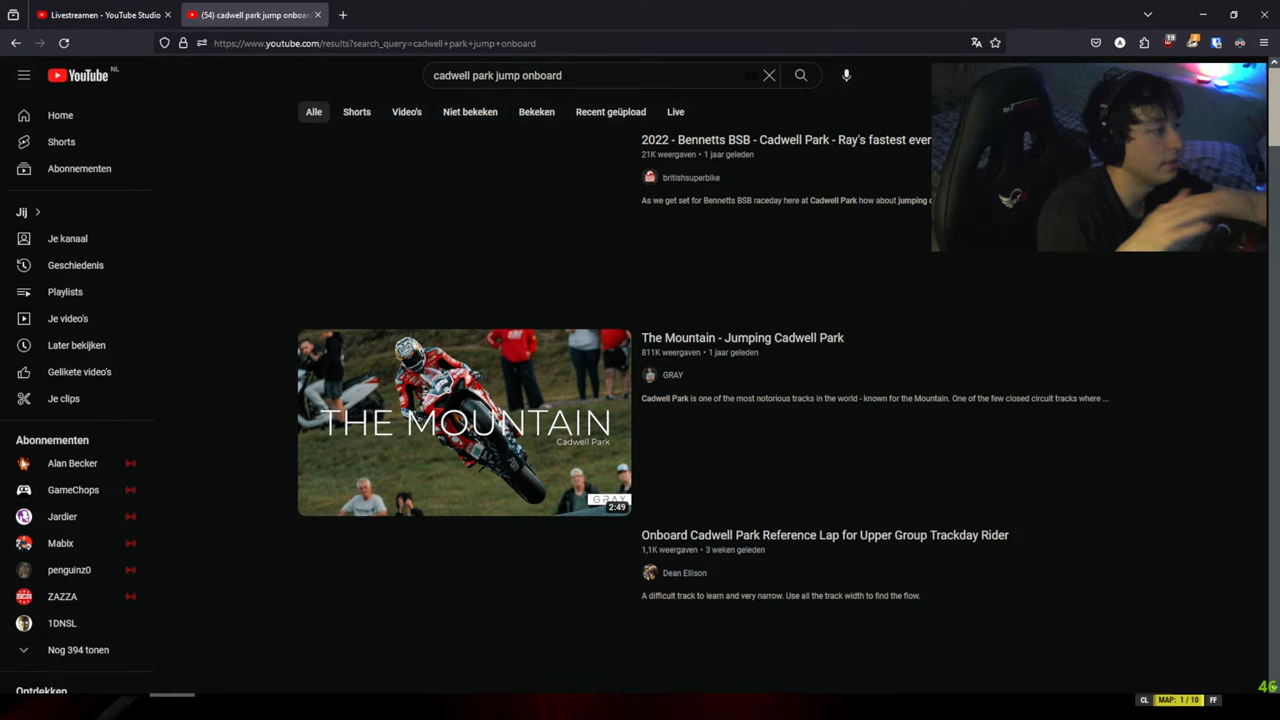 Livestreamen - YouTube Studio
(54) cadwell park jump onboar
https://www.youtube.com/results?search_query=cadwell+park+jump+onboard
19
2
YouTube NL
cadwell park jump onboard
Alle
Shorts
Video's
Niet bekeken
Bekeken
Recent geüpload
Live
Home
Shorts
Abonnementen
Jij
Je kanaal
Geschiedenis
Playlists
Je video's
Later bekijken
Gelikete video's
Je clips
Abonnementen
Alan Becker
GameChops
Jardier
Mabix
penguinz0
ZAZZA
1DNSL
Nog 394 tonen
Ontdekken
2022 - Bennetts BSB - Cadwell Park - Ray's fastest ever
21K weergaven • 1 jaar geleden
britishsuperbike
As we get set for Bennetts BSB raceday here at Cadwell Park how about jumping
THE MOUNTAIN
Cadwell Park
GRAY
2:49
The Mountain - Jumping Cadwell Park
811K weergaven • 1 jaar geleden
GRAY
Cadwell Park is one of the most notorious tracks in the world - known for the Mountain. One of the few closed circuit tracks where ...
Onboard Cadwell Park Reference Lap for Upper Group Trackday Rider
1,1K weergaven • 3 weken geleden
Dean Ellison
A difficult track to learn and very narrow. Use all the track width to find the flow.
CL MAP: 1 / 10 FF